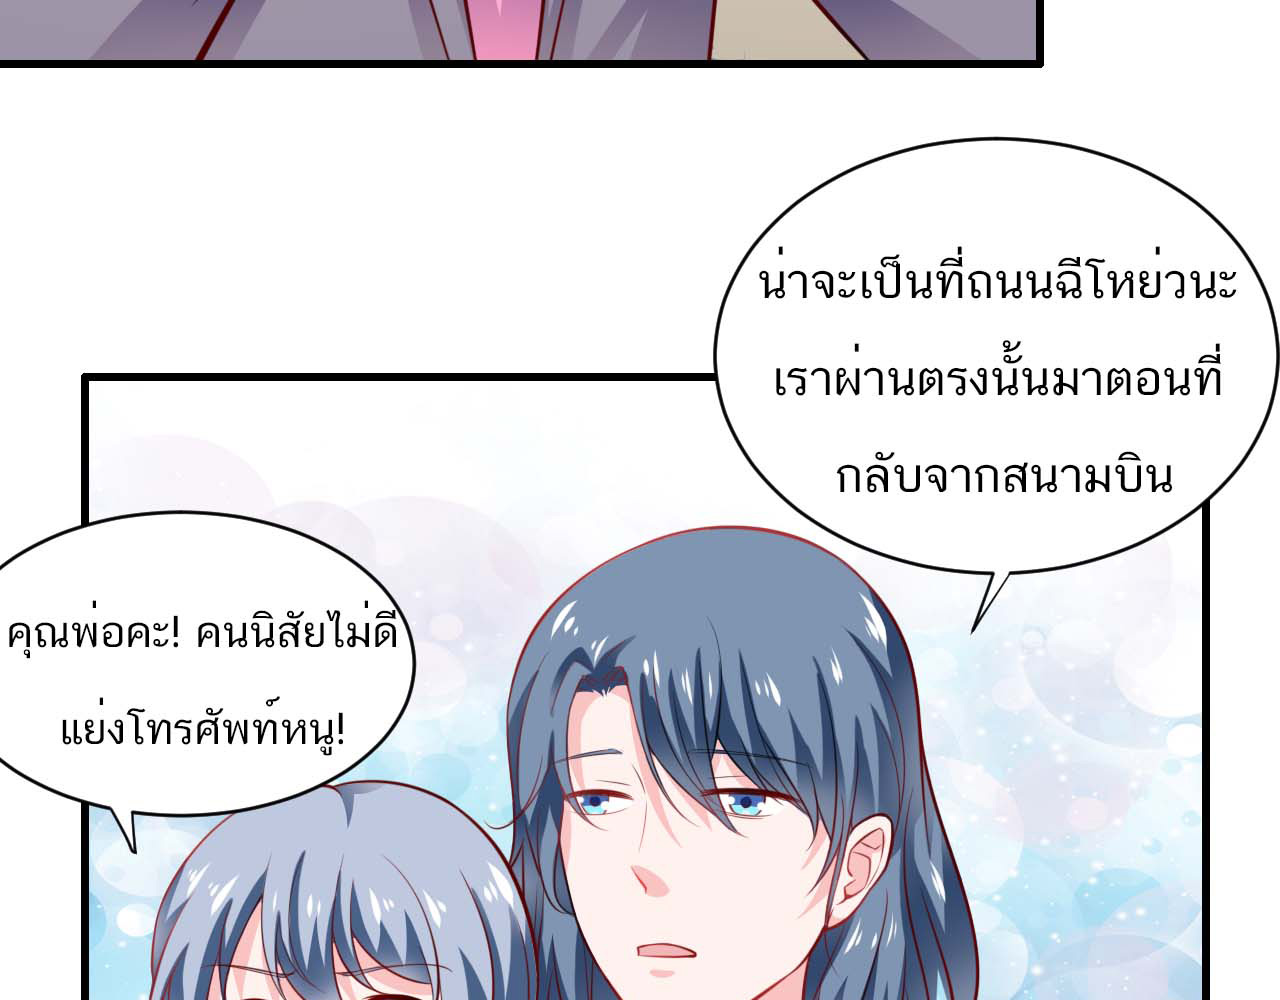 น่าจะเป็นที่ถนนฉีโหย่วนะ
เราผ่านตรงนั้นมาตอนที่
กลับจากสนามบิน
คุณพ่อคะ! คนนิสัยไม่ดี
แย่งโทรศัพท์หนู!